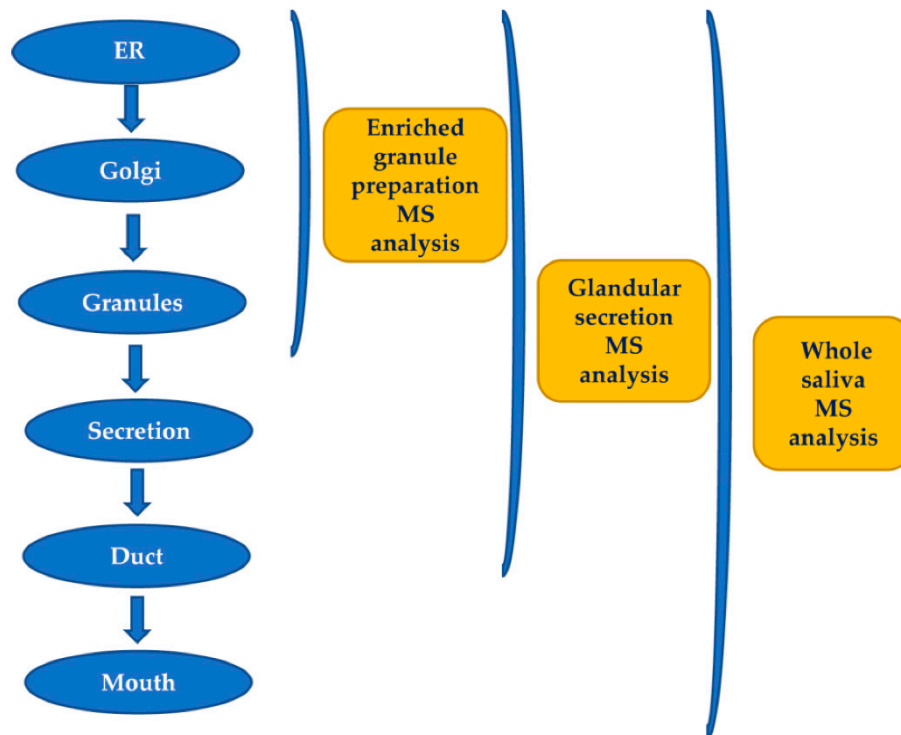 ER
Golgi
Granules
Secretion
Duct
Mouth
Enriched
granule
preparation
MS
analysis
Glandular
secretion
MS
analysis
Whole
saliva
MS
analysis